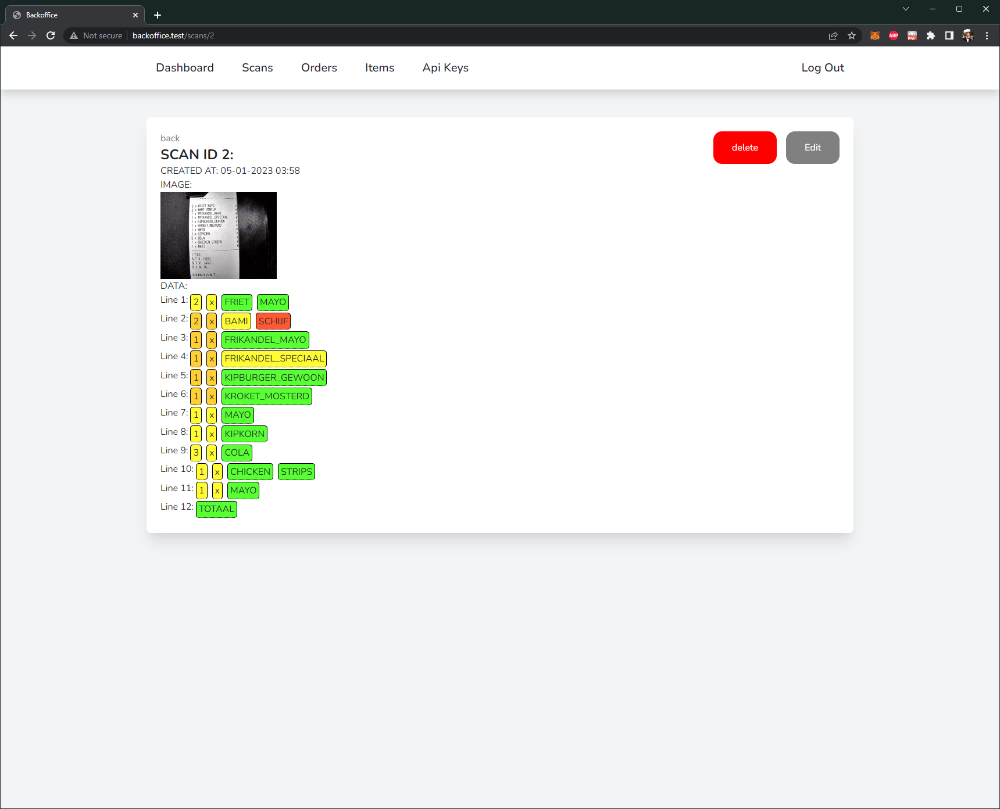 Backoffice
Not secure
backoffice.test/scans/2
ABP
LOGIN
Dashboard Scans Orders Items Api Keys Log Out
back
delete Edit
SCAN ID 2:
CREATED AT: 05-01-2023 03:58
IMAGE:
2 x FRIET MAYO
2 x BAMI SCHIJF
1 x FRIKANDEL_MAYO
1 x FRIKANDEL_SPECIAAL
1 x KIPBURGER_GEWOON
1 x KROKET_MOSTERD
1 x MAYO
1 x KIPKORN
3 x COLA
1 x CHICKEN STRIPS
1 x MAYO
TOTAAL
B.T.W. HOOG
B.T.W. LAAG
B.T.W. No.
CONTANT
DATA:
Line 1: 2 x FRIET MAYO
Line 2: 2 x BAMI SCHIJF
Line 3: 1 x FRIKANDEL_MAYO
Line 4: 1 x FRIKANDEL_SPECIAAL
Line 5: 1 x KIPBURGER_GEWOON
Line 6: 1 x KROKET_MOSTERD
Line 7: 1 x MAYO
Line 8: 1 x KIPKORN
Line 9: 3 x COLA
Line 10: 1 x CHICKEN STRIPS
Line 11: 1 x MAYO
Line 12: TOTAAL